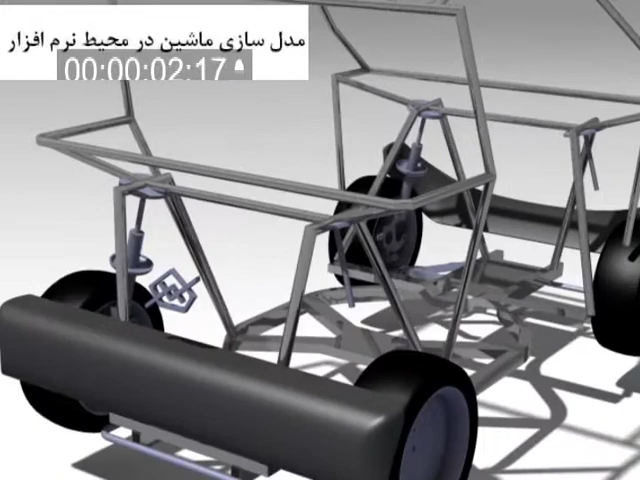 مدل سازی ماشین در محیط نرم افزار
00:00:02:17